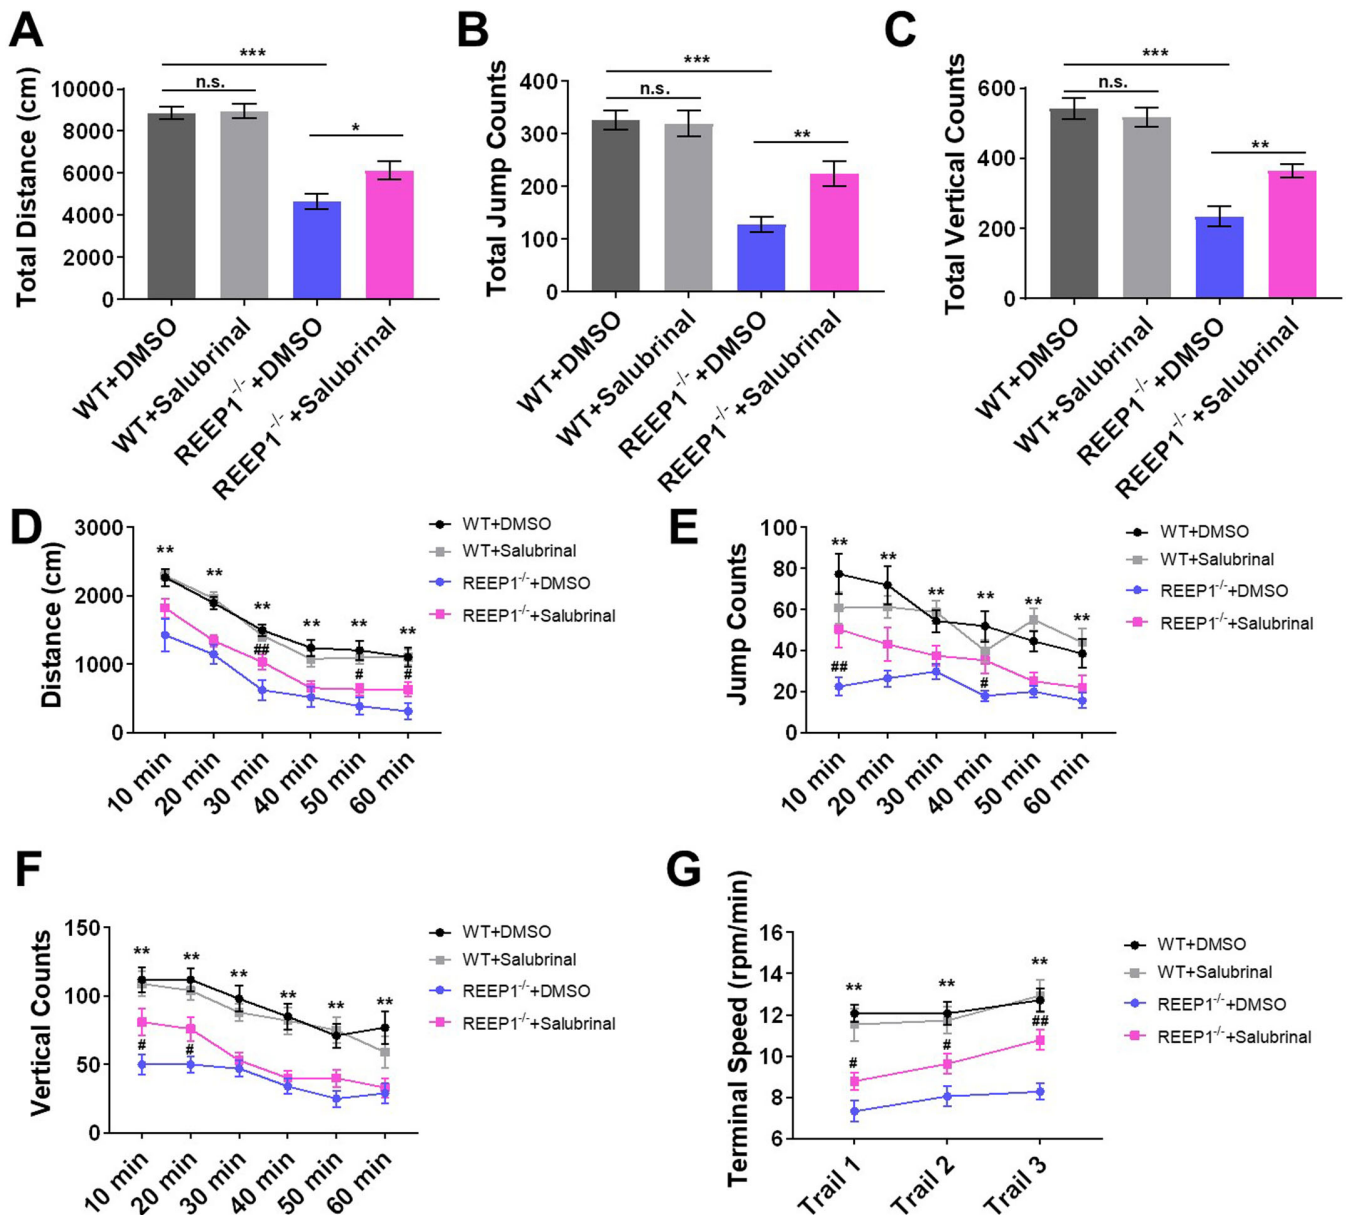 A
Total Distance (cm)
10000
8000
6000
4000
2000
0
***
n.s.
*
WT+DMSO
WT+Salubrinal
REEP1-/-+DMSO
REEP1-/-+Salubrinal
B
Total Jump Counts
400
300
200
100
0
***
n.s.
**
WT+DMSO
WT+Salubrinal
REEP1-/-+DMSO
REEP1-/-+Salubrinal
C
Total Vertical Counts
600
400
200
0
***
n.s.
**
WT+DMSO
WT+Salubrinal
REEP1-/-+DMSO
REEP1-/-+Salubrinal
D
Distance (cm)
3000
2000
1000
0
** ** ** ** ** **
## # #
10 min
20 min
30 min
40 min
50 min
60 min
WT+DMSO
WT+Salubrinal
REEP1-/-+DMSO
REEP1-/-+Salubrinal
E
Jump Counts
100
80
60
40
20
0
** ** ** ** ** **
## #
10 min
20 min
30 min
40 min
50 min
60 min
WT+DMSO
WT+Salubrinal
REEP1-/-+DMSO
REEP1-/-+Salubrinal
F
Vertical Counts
150
100
50
0
** ** ** ** ** **
# #
10 min
20 min
30 min
40 min
50 min
60 min
WT+DMSO
WT+Salubrinal
REEP1-/-+DMSO
REEP1-/-+Salubrinal
G
Terminal Speed (rpm/min)
16
14
12
10
8
6
** ** **
# # ##
Trail 1
Trail 2
Trail 3
WT+DMSO
WT+Salubrinal
REEP1-/-+DMSO
REEP1-/-+Salubrinal